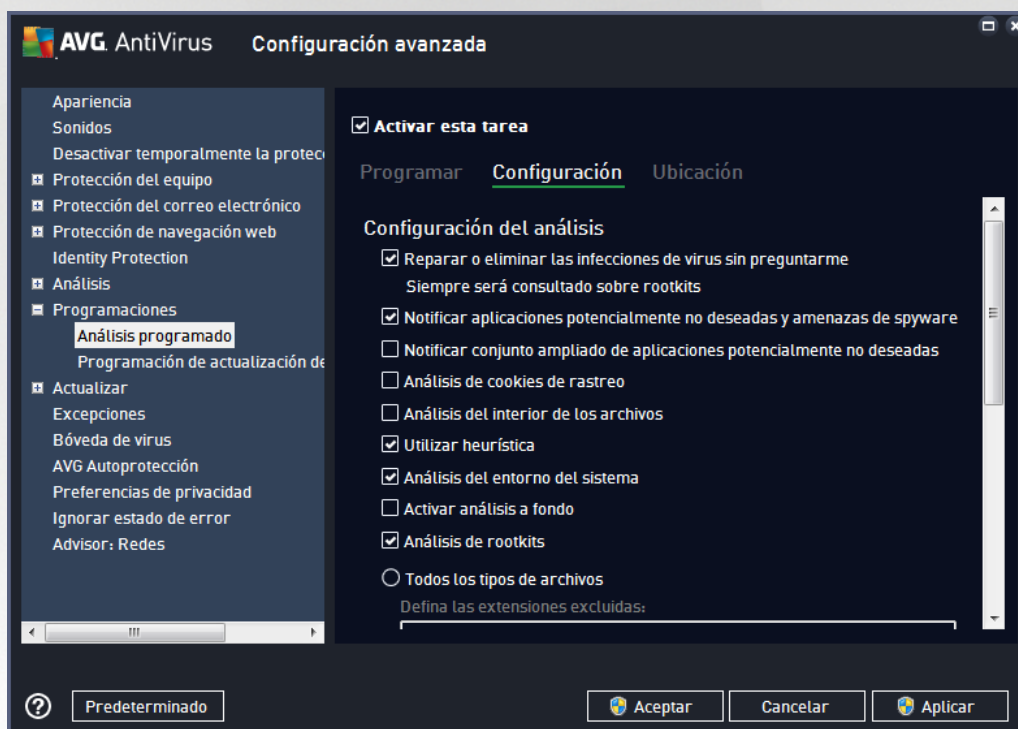 AVG. AntiVirus Configuración avanzada
Apariencia
Sonidos
Desactivar temporalmente la protec
Protección del equipo
Protección del correo electrónico
Protección de navegación web
Identity Protection
Análisis
Programaciones
Análisis programado
Programación de actualización de
Actualizar
Excepciones
Bóveda de virus
AVG Autoprotección
Preferencias de privacidad
Ignorar estado de error
Advisor: Redes
Activar esta tarea
Programar Configuración Ubicación
Configuración del análisis
Reparar o eliminar las infecciones de virus sin preguntarme
Siempre será consultado sobre rootkits
Notificar aplicaciones potencialmente no deseadas y amenazas de spyware
Notificar conjunto ampliado de aplicaciones potencialmente no deseadas
Análisis de cookies de rastreo
Análisis del interior de los archivos
Utilizar heurística
Análisis del entorno del sistema
Activar análisis a fondo
Análisis de rootkits
Todos los tipos de archivos
Defina las extensiones excluidas:
? Predeterminado Aceptar Cancelar Aplicar